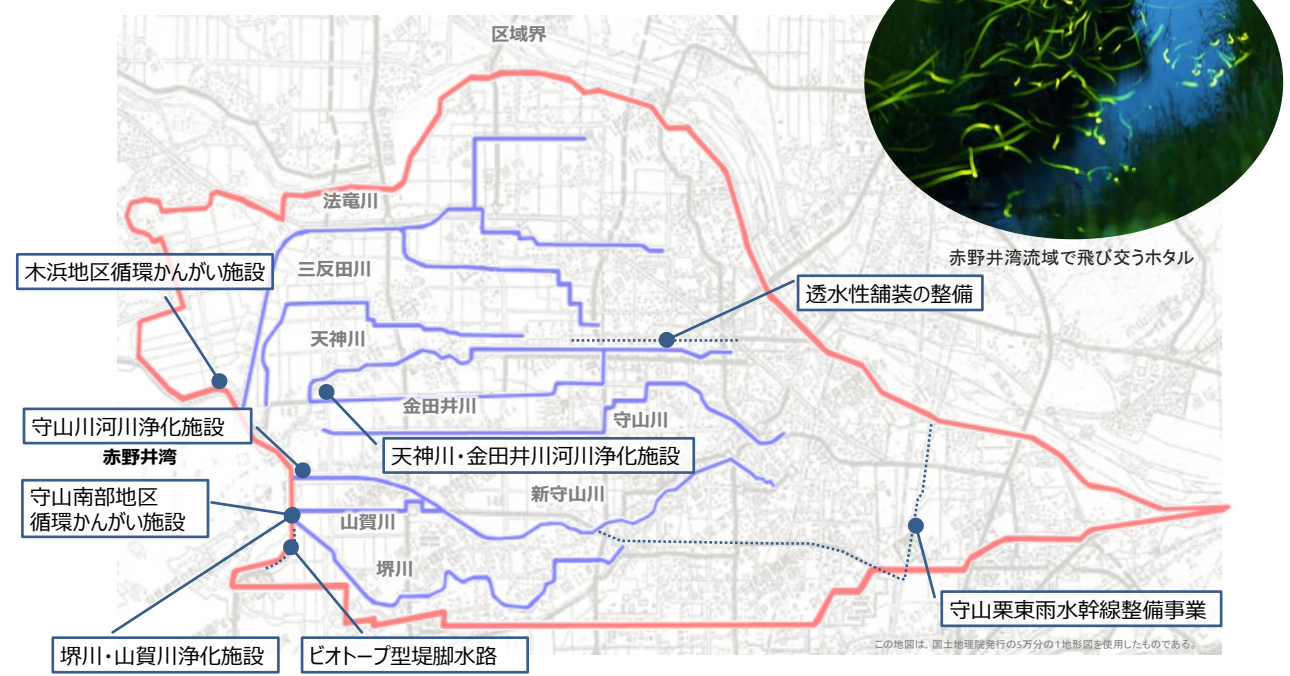 区域界
法竜川
赤野井湾流域で飛び交うホタル
木浜地区循環かんがい施設
三反田川
透水性舗装の整備
天神川
金田井川
守山川
守山川河川浄化施設
赤野井湾
天神川・金田井川河川浄化施設
守山南部地区
循環かんがい施設
新守山川
山賀川
堺川
守山栗東雨水幹線整備事業
この地図は、国土地理院発行の5万分の1地形図を使用したものである。
堺川・山賀川浄化施設
ビオトープ型堤脚水路